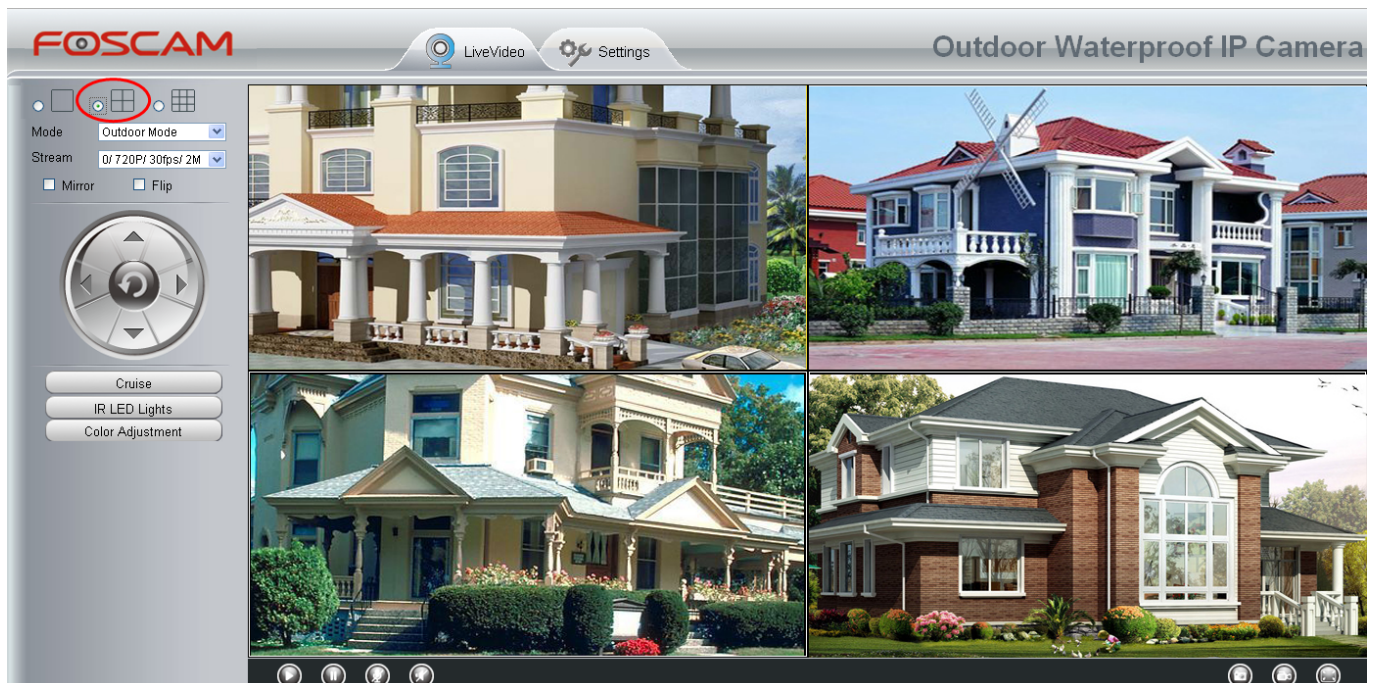 FOSCAM
LiveVideo
Settings
Outdoor Waterproof IP Camera
Mode
Outdoor Mode
Stream
0/ 720P/ 30fps/ 2M
Mirror
Flip
Cruise
IR LED Lights
Color Adjustment